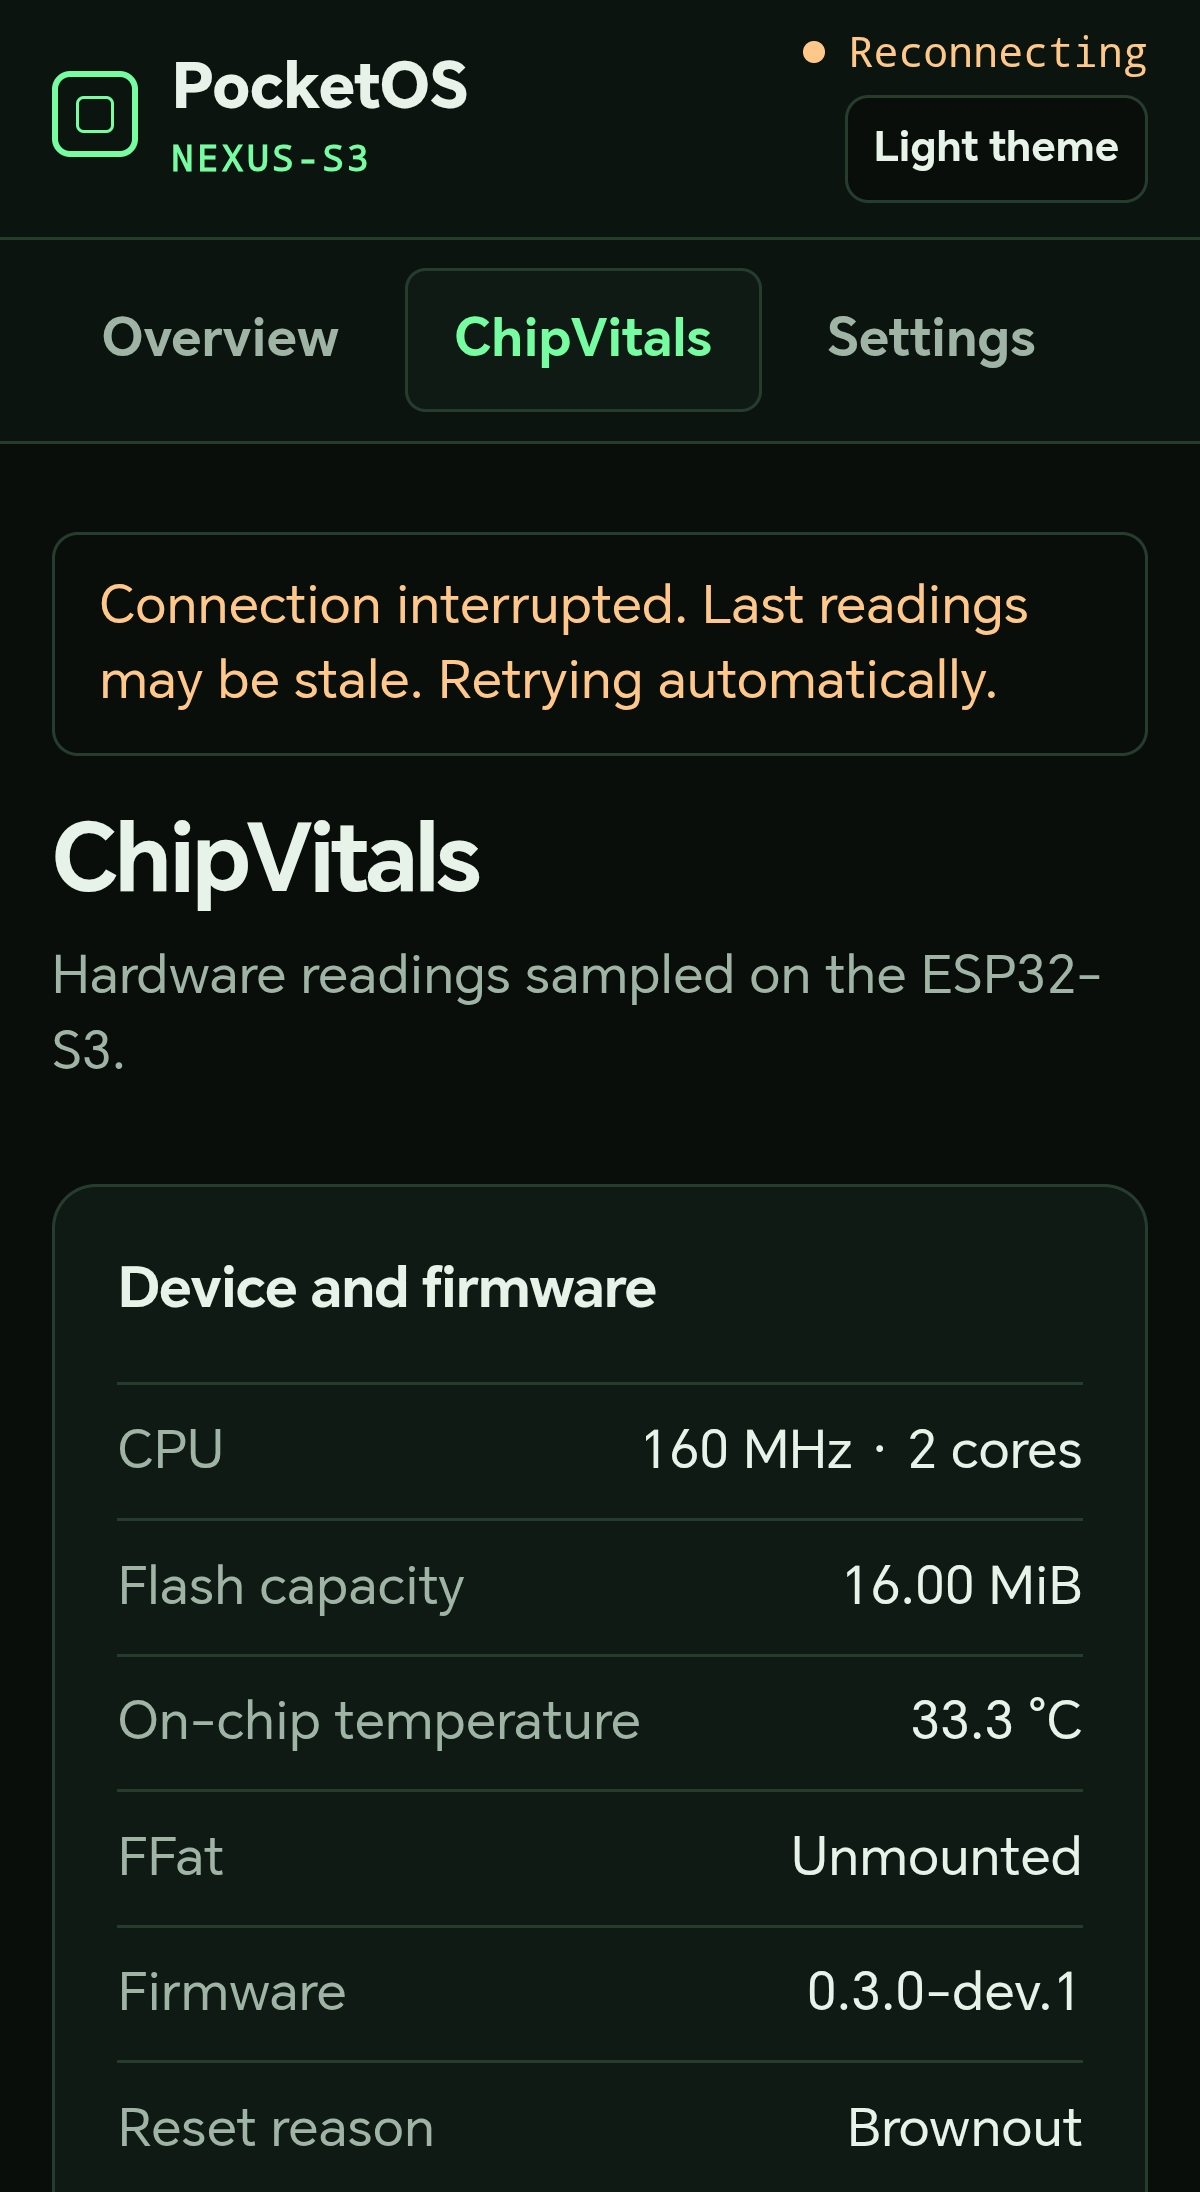 PocketOS
NEXUS-S3
Reconnecting
Light theme
Overview
ChipVitals
Settings
Connection interrupted. Last readings
may be stale. Retrying automatically.
ChipVitals
Hardware readings sampled on the ESP32-
S3.
Device and firmware
CPU 160 MHz · 2 cores
Flash capacity 16.00 MiB
On-chip temperature 33.3 °C
FFat Unmounted
Firmware 0.3.0-dev.1
Reset reason Brownout